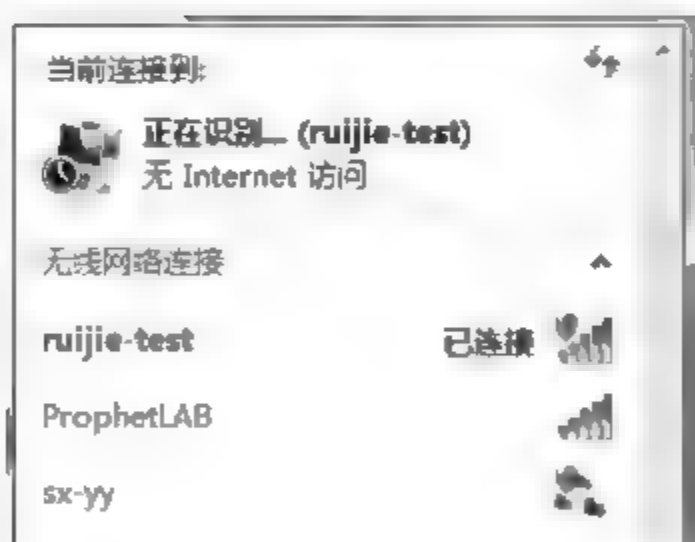 当前连接到:
正在识别... (ruijie-test)
无 Internet 访问
无线网络连接
ruijie-test 已连接
ProphetLAB
sx-yy